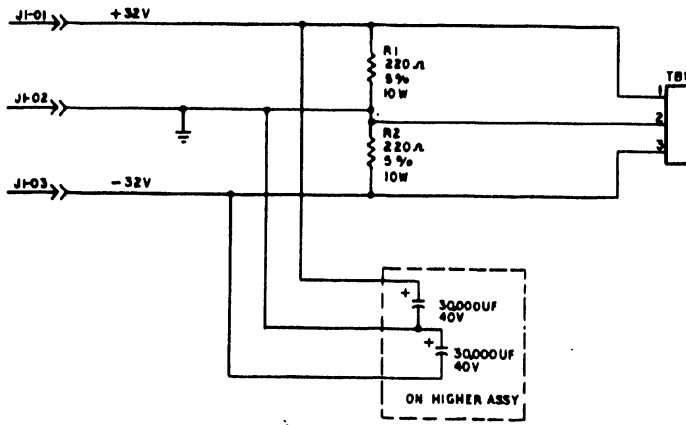 J1-01 +32V
R1
220Ω
5%
10W
TB1
1
J1-02
2
R2
220Ω
5%
10W
3
J1-03 -32V
+
30,000UF
40V
+
30,000UF
40V
ON HIGHER ASSY